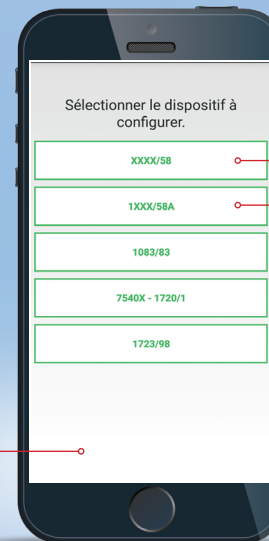 Sélectionner le dispositif à
configurer.
XXXX/58
1XXX/58A
1083/83
7540X - 1720/1
1723/98